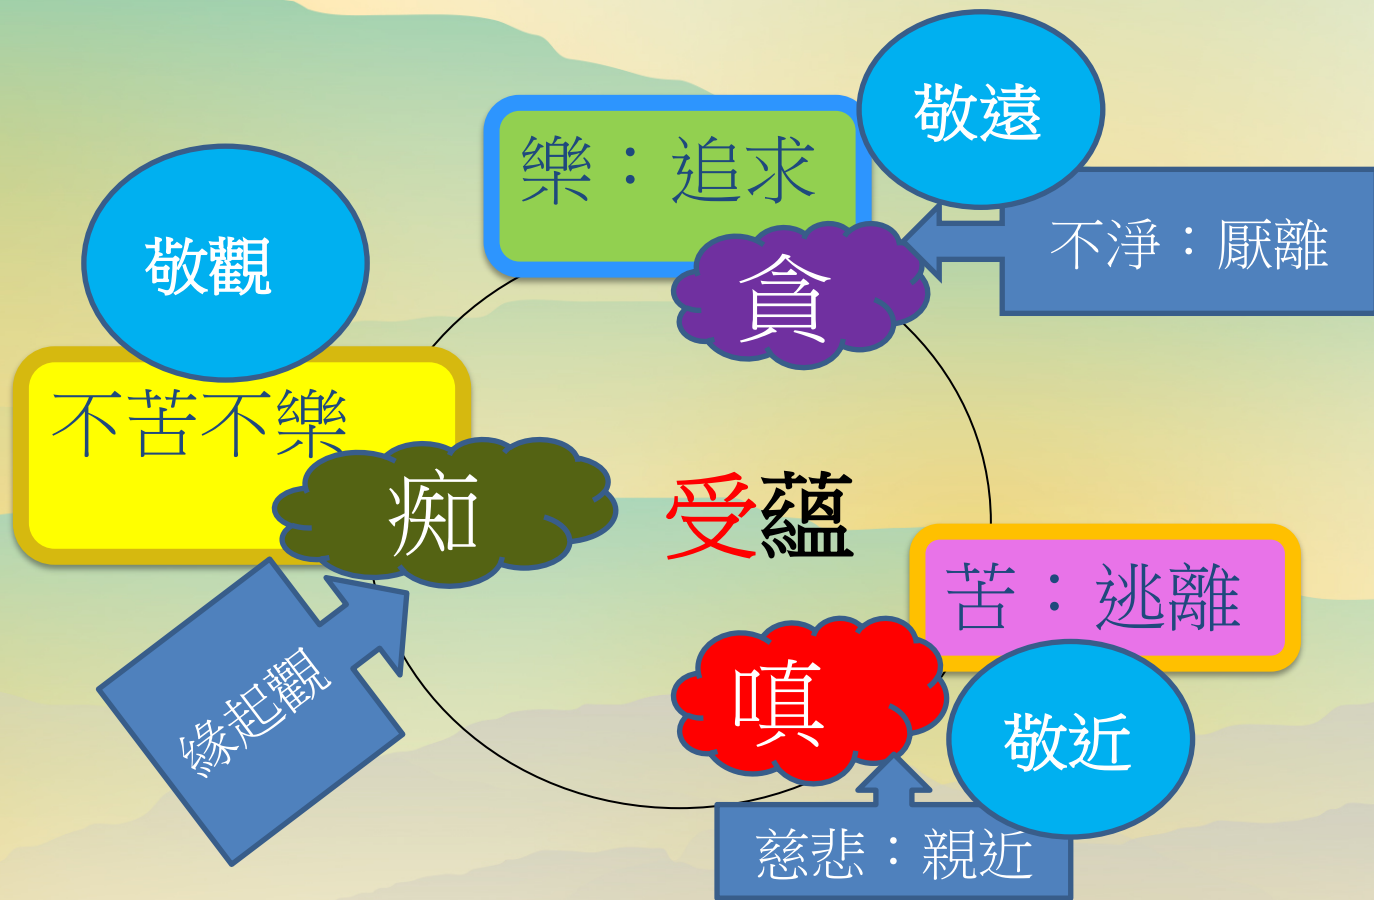 敬遠
樂：追求
敬觀
不淨：厭離
貪
不苦不樂
痴
受蘊
苦：逃離
緣起觀
嗔
敬近
慈悲：親近